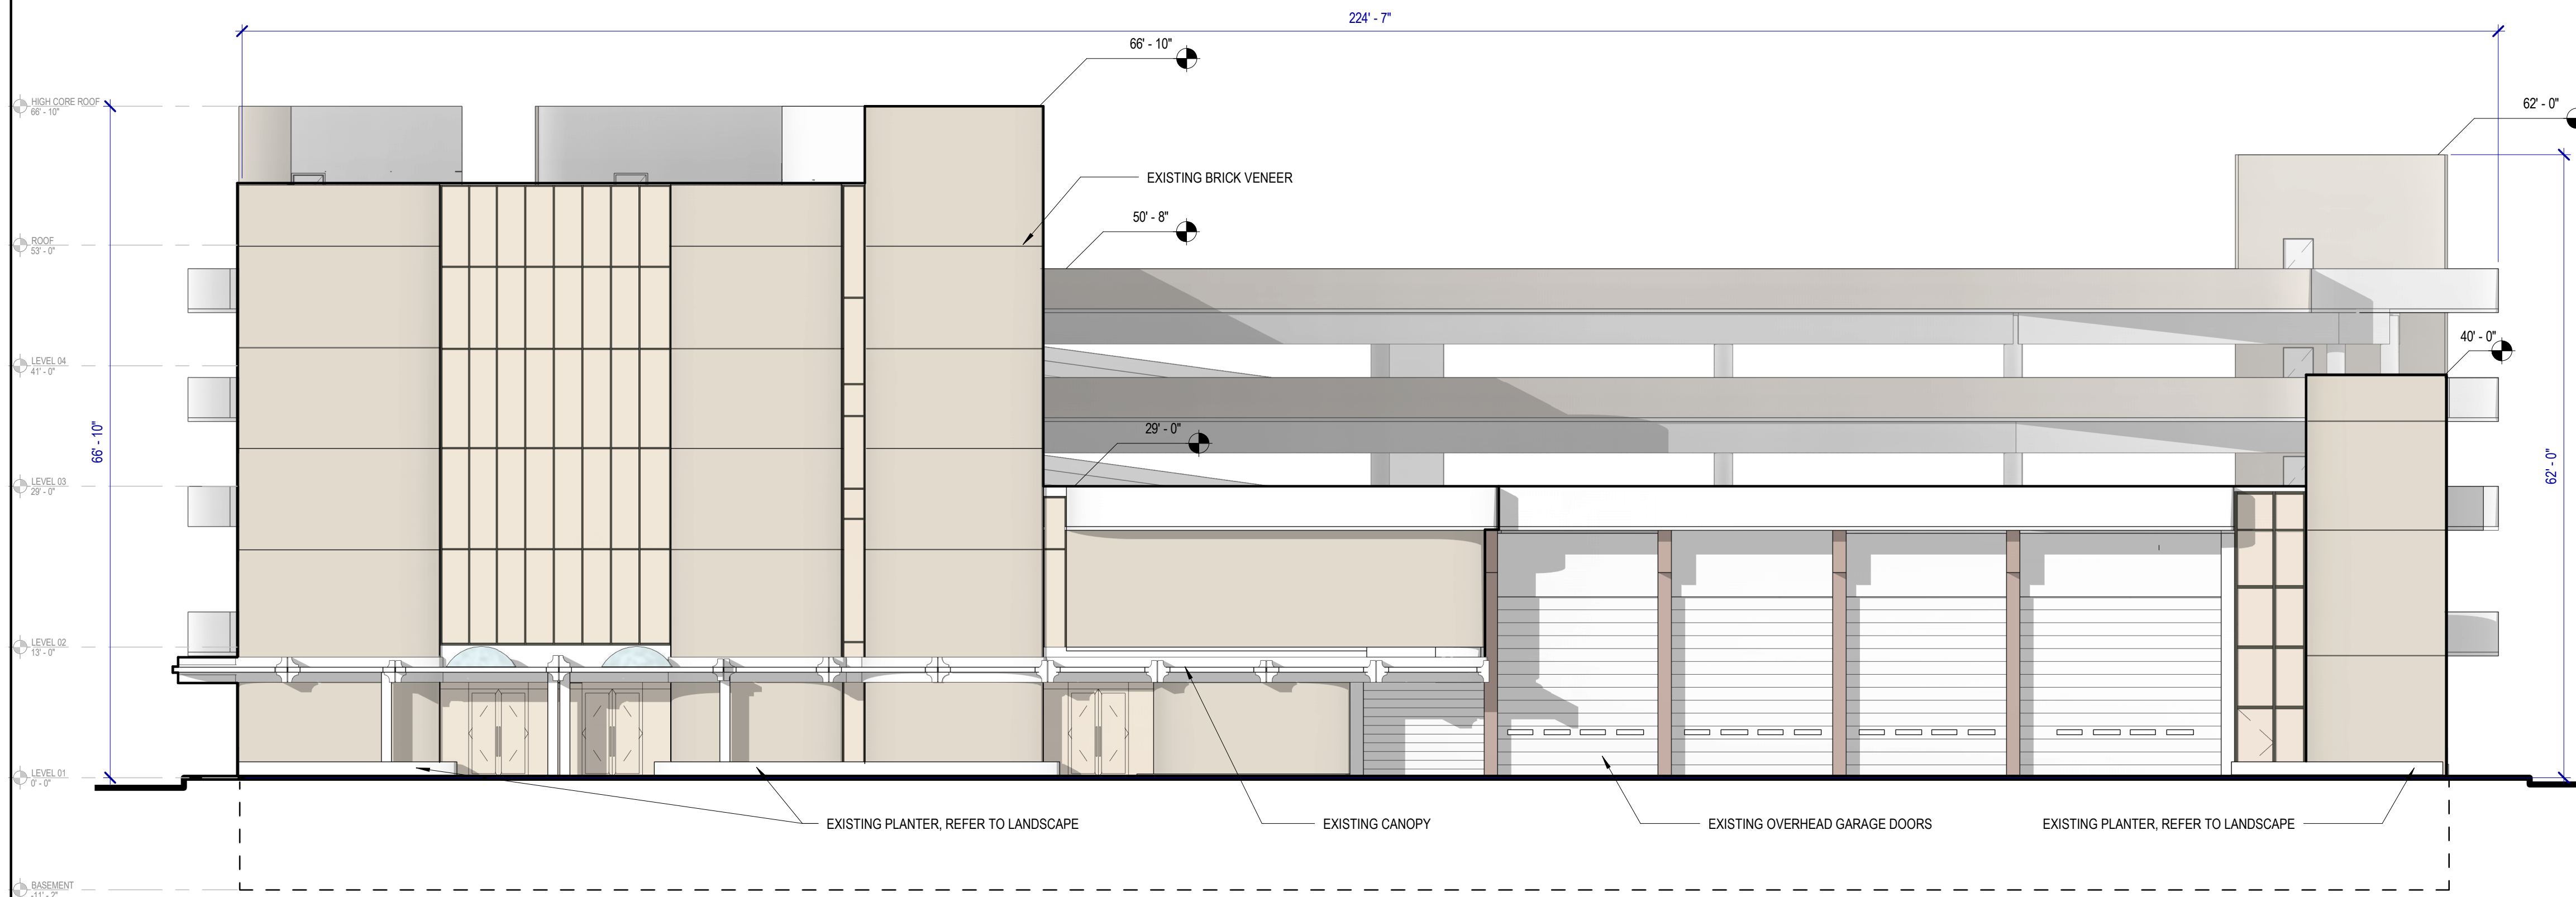 224' - 7"
66' - 10"
HIGH CORE ROOF
66' - 10"
62' - 0"
EXISTING BRICK VENEER
50' - 8"
ROOF
53' - 0"
40' - 0"
LEVEL 04
41' - 0"
66' - 10"
29' - 0"
62' - 0"
LEVEL 03
29' - 0"
LEVEL 02
13' - 0"
LEVEL 01
0' - 0"
EXISTING PLANTER, REFER TO LANDSCAPE
EXISTING CANOPY
EXISTING OVERHEAD GARAGE DOORS
EXISTING PLANTER, REFER TO LANDSCAPE
BASEMENT
-11' - 2"